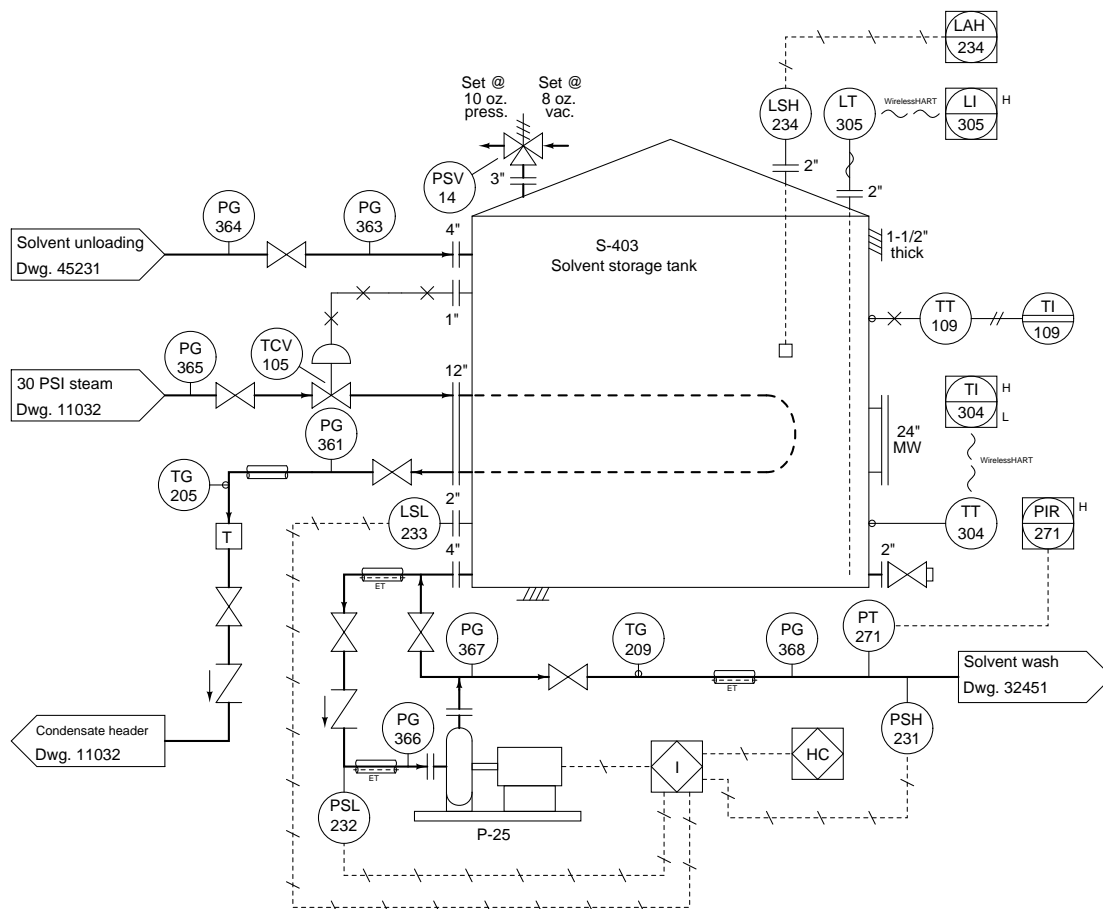 LAH
234
Set @
10 oz.
press.
Set @
8 oz.
vac.
LSH
234
LT
305
WirelessHART
LI
305
H
2"
2"
3"
PSV
14
PG
364
PG
363
4"
Solvent unloading
Dwg. 45231
S-403
Solvent storage tank
1-1/2"
thick
1"
TT
109
TI
109
TCV
105
PG
365
12"
30 PSI steam
Dwg. 11032
TI
304
H
L
PG
361
24"
MW
WirelessHART
TG
205
2"
LSL
233
TT
304
PIR
271
H
T
4"
2"
ET
PG
367
TG
209
PG
368
PT
271
ET
Solvent wash
Dwg. 32451
Condensate header
Dwg. 11032
PG
366
ET
PSH
231
I
HC
PSL
232
P-25